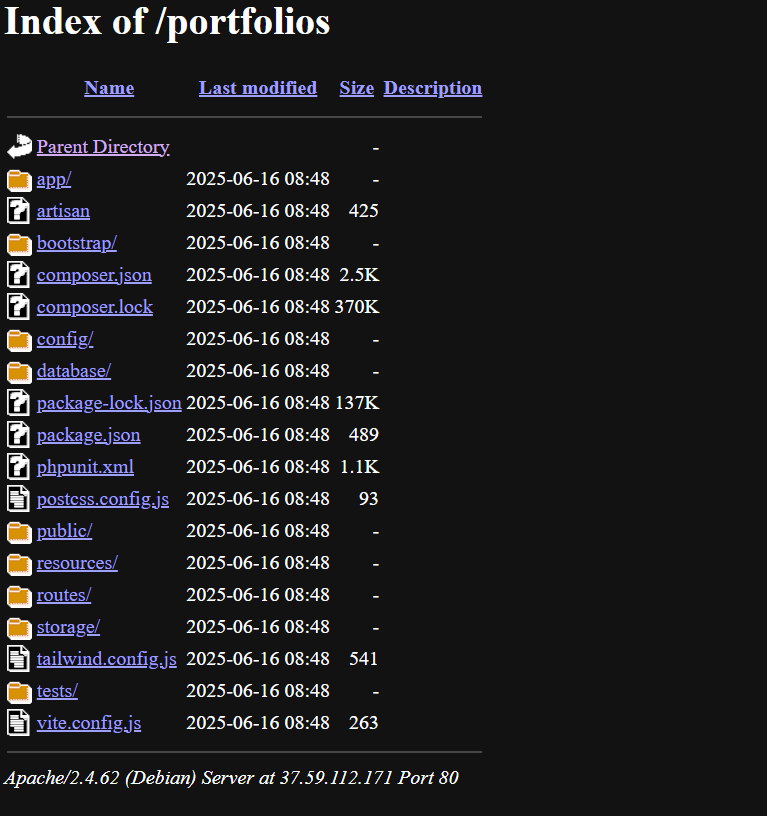 Index of /portfolios
Name Last modified Size Description
Parent Directory -
app/ 2025-06-16 08:48 -
artisan 2025-06-16 08:48 425
bootstrap/ 2025-06-16 08:48 -
composer.json 2025-06-16 08:48 2.5K
composer.lock 2025-06-16 08:48 370K
config/ 2025-06-16 08:48 -
database/ 2025-06-16 08:48 -
package-lock.json 2025-06-16 08:48 137K
package.json 2025-06-16 08:48 489
phpunit.xml 2025-06-16 08:48 1.1K
postcss.config.js 2025-06-16 08:48 93
public/ 2025-06-16 08:48 -
resources/ 2025-06-16 08:48 -
routes/ 2025-06-16 08:48 -
storage/ 2025-06-16 08:48 -
tailwind.config.js 2025-06-16 08:48 541
tests/ 2025-06-16 08:48 -
vite.config.js 2025-06-16 08:48 263
Apache/2.4.62 (Debian) Server at 37.59.112.171 Port 80